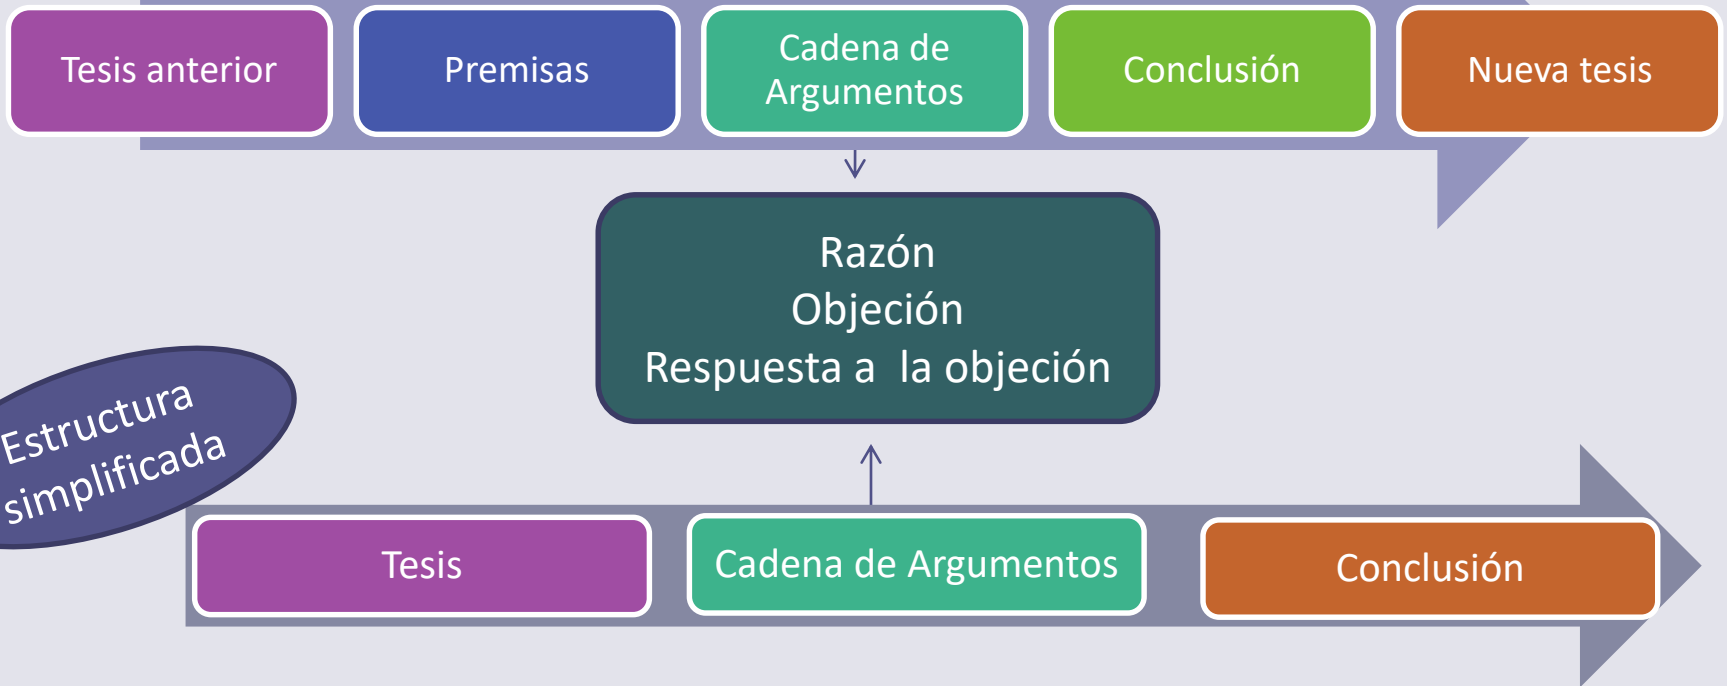 Tesis anterior
Premisas
Cadena de
Argumentos
Conclusión
Nueva tesis
Razón
Objeción
Respuesta a  la objeción
Estructura
simplificada
Tesis
Cadena de Argumentos
Conclusión